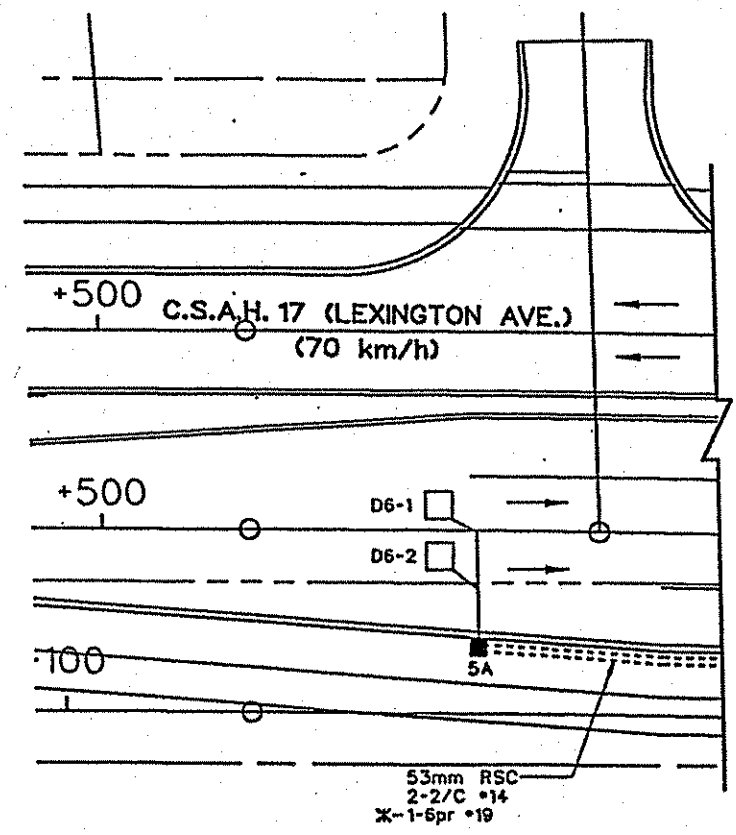 +500
C.S.A.H. 17 (LEXINGTON AVE.)
(70 km/h)
+500
D6-1
D6-2
100
5A
53mm RSC
2-2/C #14
Ж-1-6pr #19